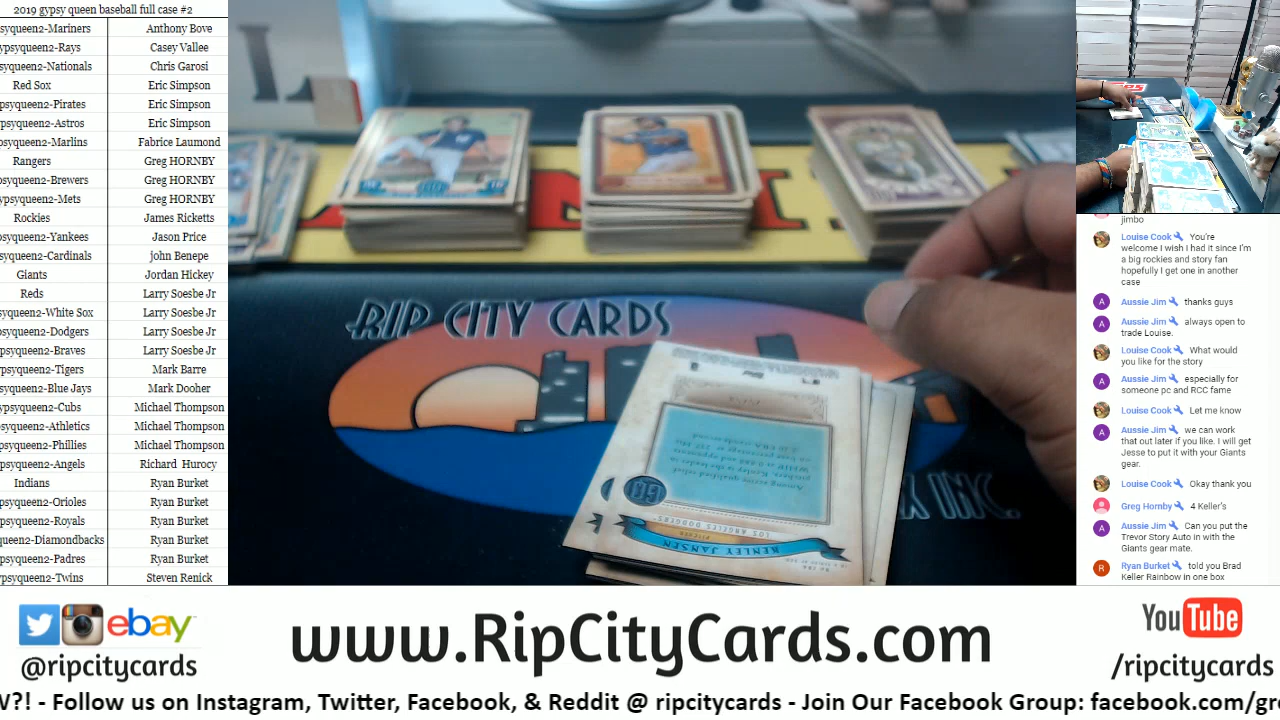 2019 gypsy queen baseball full case #2
syqueen2-Mariners Anthony Bove
ypsyqueen2-Rays Casey Vallee
syqueen2-Nationals Chris Garosi
Red Sox Eric Simpson
psyqueen2-Pirates Eric Simpson
psyqueen2-Astros Eric Simpson
psyqueen2-Marlins Fabrice Laumond
Rangers Greg HORNBY
psyqueen2-Brewers Greg HORNBY
ypsyqueen2-Mets Greg HORNBY
Rockies James Ricketts
psyqueen2-Yankees Jason Price
osyqueen2-Cardinals john Benepe
Giants Jordan Hickey
Reds Larry Soesbe Jr
syqueen2-White Sox Larry Soesbe Jr
psyqueen2-Dodgers Larry Soesbe Jr
psyqueen2-Braves Larry Soesbe Jr
psyqueen2-Tigers Mark Barre
syqueen2-Blue Jays Mark Dooher
ypsyqueen2-Cubs Michael Thompson
psyqueen2-Athletics Michael Thompson
psyqueen2-Phillies Michael Thompson
psyqueen2-Angels Richard Hurocy
Indians Ryan Burket
psyqueen2-Orioles Ryan Burket
psyqueen2-Royals Ryan Burket
queen2-Diamondbacks Ryan Burket
psyqueen2-Padres Ryan Burket
psyqueen2-Twins Steven Renick
RIP CITY CARDS
INC.
KENLEY JANSEN
LOS ANGELES DODGERS
jimbo
Louise Cook You're
welcome I wish I had it since I'm
a big rockies and story fan
hopefully I get one in another
case
A Aussie Jim thanks guys
A Aussie Jim always open to
trade Louise.
Louise Cook What would
you like for the story
A Aussie Jim especially for
someone pc and RCC fame
Louise Cook Let me know
A Aussie Jim we can work
that out later if you like. I will get
Jesse to put it with your Giants
gear.
Louise Cook Okay thank you
Greg Hornby 4 Keller's
A Aussie Jim Can you put the
Trevor Story Auto in with the
Giants gear mate.
R Ryan Burket told you Brad
Keller Rainbow in one box
ebay
@ripcitycards
www.RipCityCards.com
YouTube
/ripcitycards
V?! - Follow us on Instagram, Twitter, Facebook, & Reddit @ ripcitycards - Join Our Facebook Group: facebook.com/gr